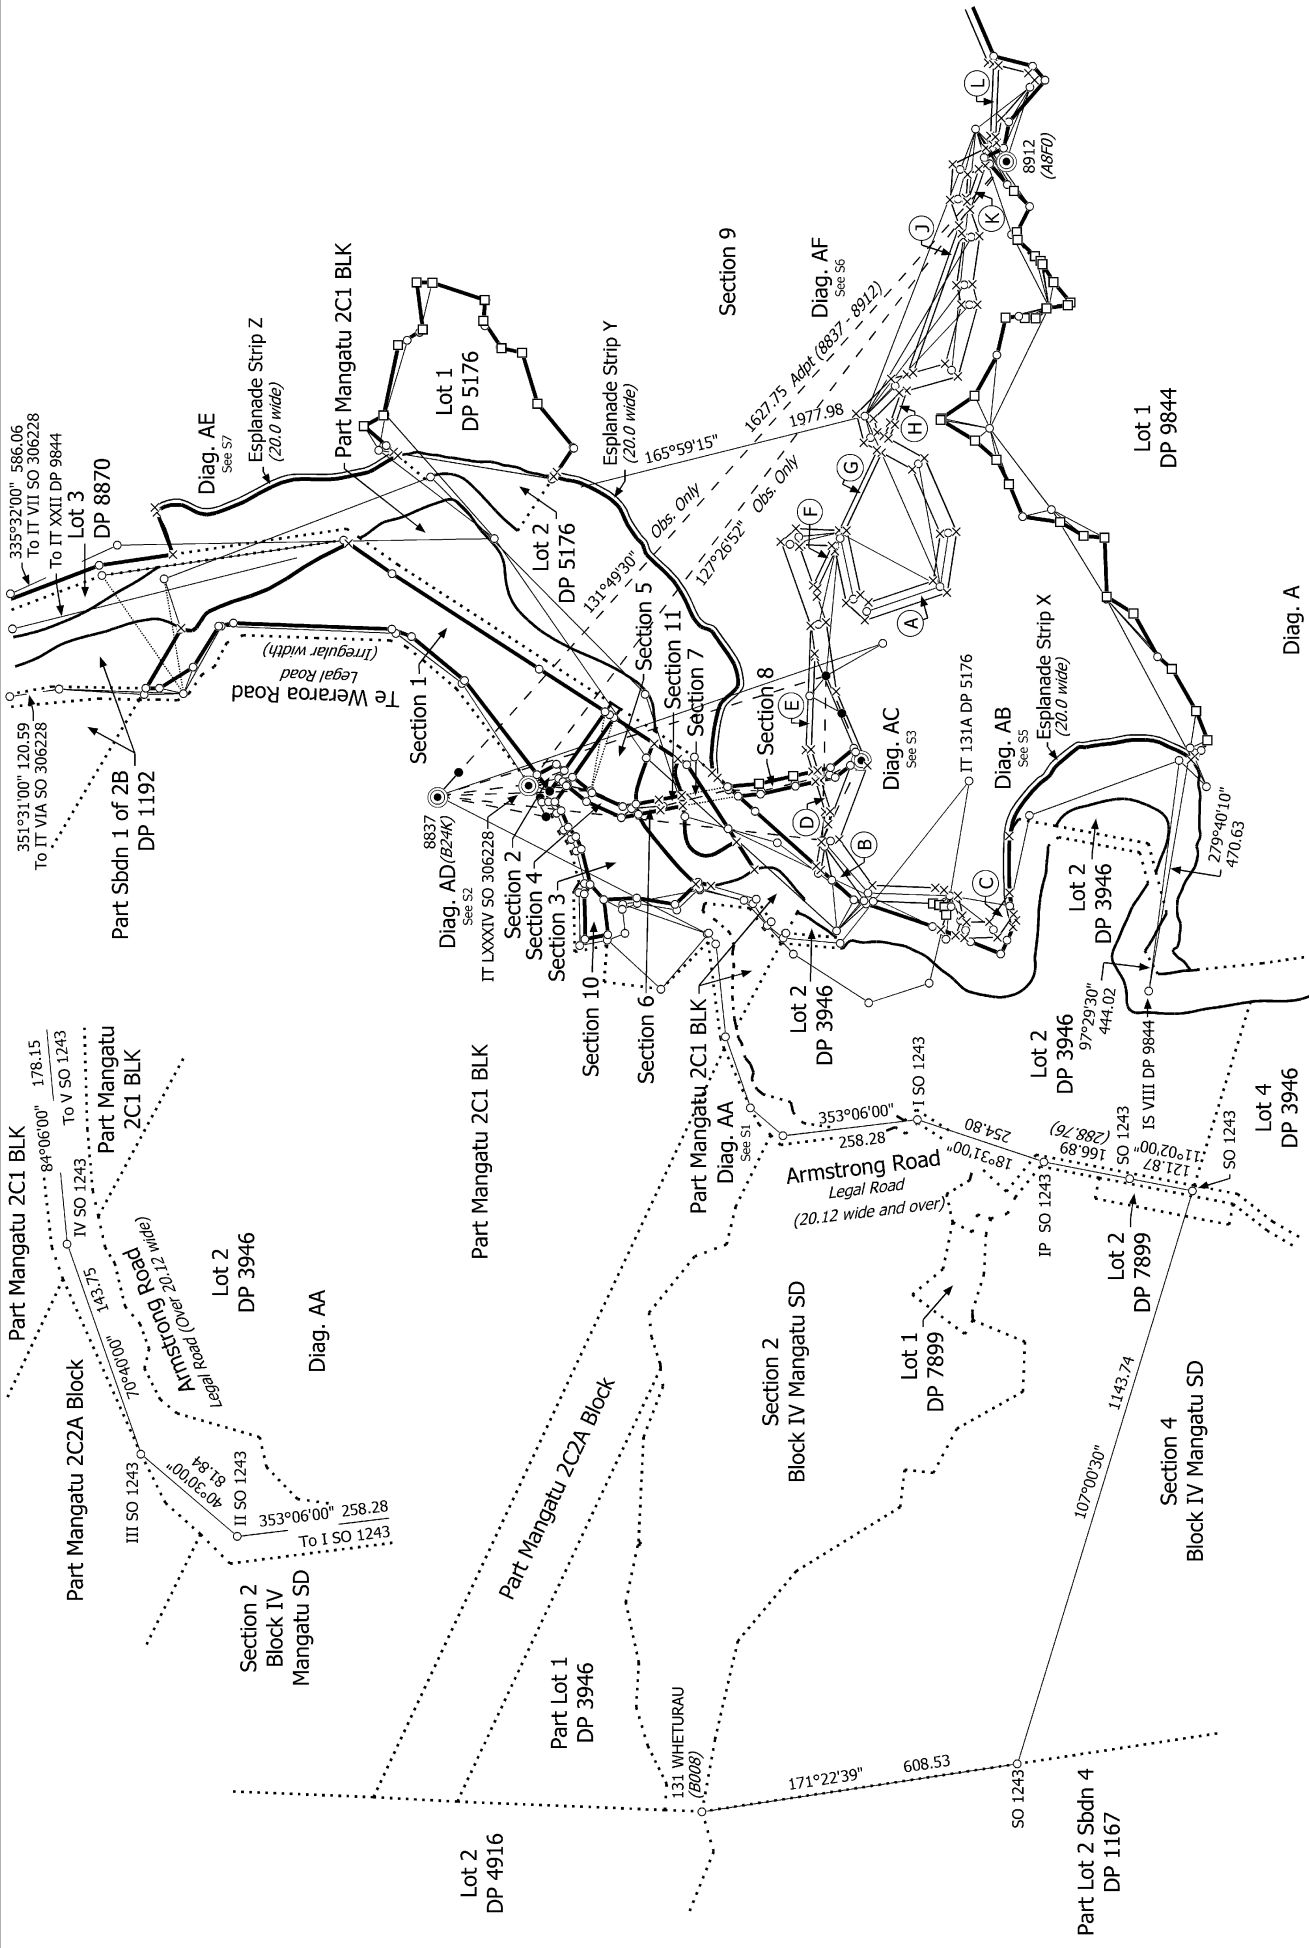 Part Mangatu 2C1 BLK
84°06'00" 178.15
To V SO 1243
IV SO 1243
Part Mangatu
2C1 BLK
143.75
70°40'00"
Armstrong Road
Legal Road (Over 20.12 wide)
Part Mangatu 2C2A Block
III SO 1243
40°30'00"
81.84
II SO 1243
353°06'00" 258.28
To I SO 1243
Lot 2
DP 3946
Diag. AA
Section 2
Block IV
Mangatu SD
335°32'00" 586.06
To IT VII SO 306228
To IT XXII DP 9844
Lot 3
DP 8870
351°31'00" 120.59
To IT VIA SO 306228
Part Sbdn 1 of 2B
DP 1192
Diag. AE
See S7
Esplanade Strip Z
(20.0 wide)
Part Mangatu 2C1 BLK
Te Weraroa Road
Legal Road
(Irregular width)
Section 1
Lot 1
DP 5176
Lot 2
DP 5176
Esplanade Strip Y
(20.0 wide)
Section 9
Diag. AF
See S6
165°59'15"
1977.98
1627.75 Adpt (8837 - 8912)
131°49'30" Obs. Only
127°26'52" Obs. Only
8837
(B24K)
Diag. AD
See S2
IT LXXXIV SO 306228
Section 2
Section 4
Section 3
Section 10
Section 6
Section 5
Section 11
Section 7
Section 8
Part Mangatu 2C1 BLK
Part Mangatu 2C1 BLK
Diag. AA
See S1
Lot 2
DP 3946
Diag. AC
See S3
IT 131A DP 5176
Diag. AB
See S5
Esplanade Strip X
(20.0 wide)
A
B
C
D
E
F
G
H
J
K
L
8912
(A8F0)
Lot 1
DP 9844
Diag. A
Lot 2
DP 3946
279°40'10"
470.63
Lot 2
DP 3946
97°29'30"
444.02
IS VIII DP 9844
Lot 4
DP 3946
353°06'00"
258.28
I SO 1243
Armstrong Road
Legal Road
(20.12 wide and over)
254.80
18°31'00"
IP SO 1243
(288.76)
166.89
SO 1243
11°02'00"
121.87
SO 1243
Lot 2
DP 7899
Lot 1
DP 7899
Part Mangatu 2C2A Block
Section 2
Block IV Mangatu SD
1143.74
107°00'30"
Section 4
Block IV Mangatu SD
Part Lot 1
DP 3946
131 WHETURAU
(B008)
171°22'39"
608.53
SO 1243
Lot 2
DP 4916
Part Lot 2 Sbdn 4
DP 1167